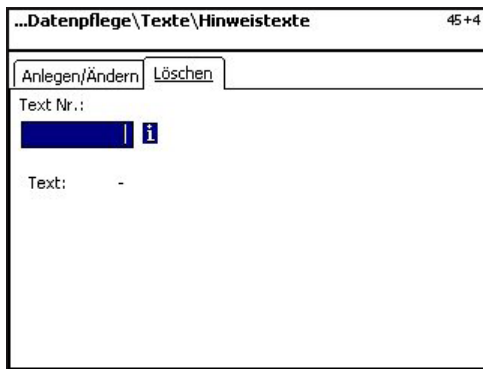 ...Datenpflege\Texte\Hinweistexte 45+4
Anlegen/Ändern Löschen
Text Nr.:
i
Text: -